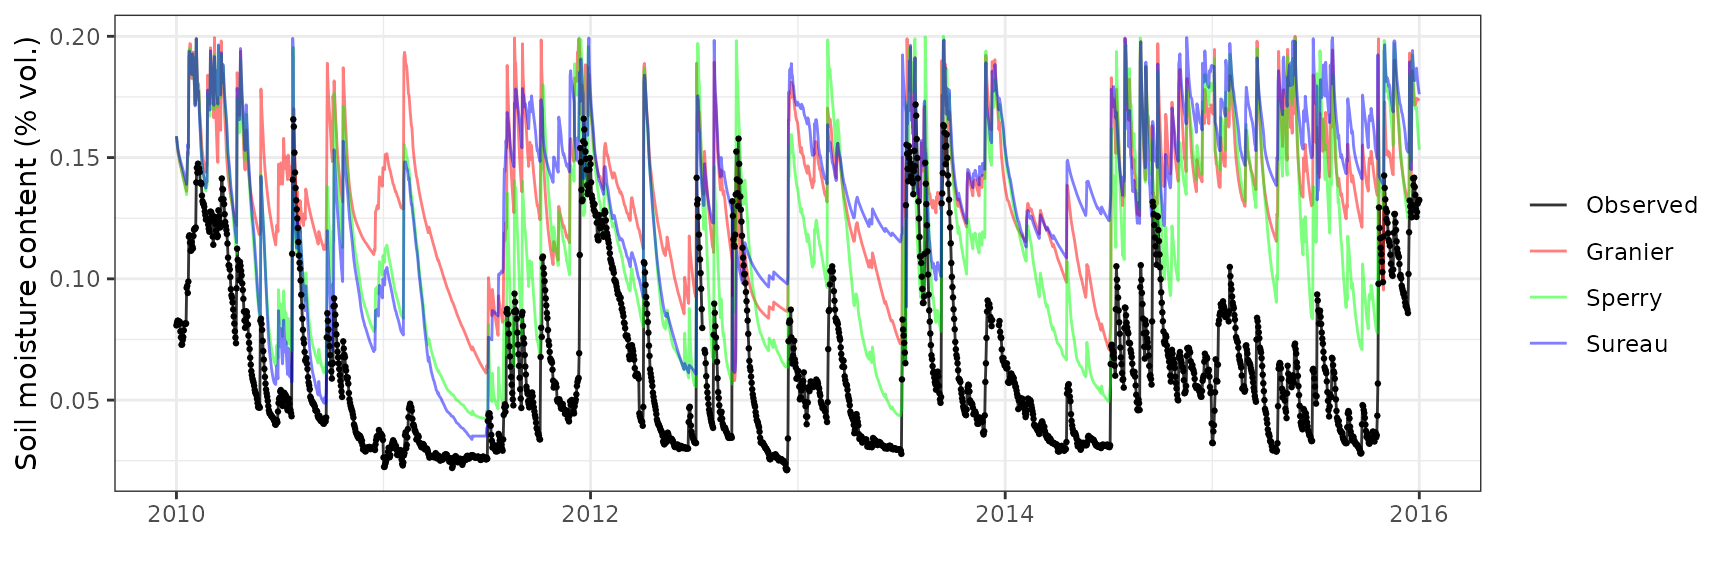 Soil moisture content (% vol.)
0.20
0.15
0.10
0.05
2010
2012
2014
2016
Observed
Granier
Sperry
Sureau